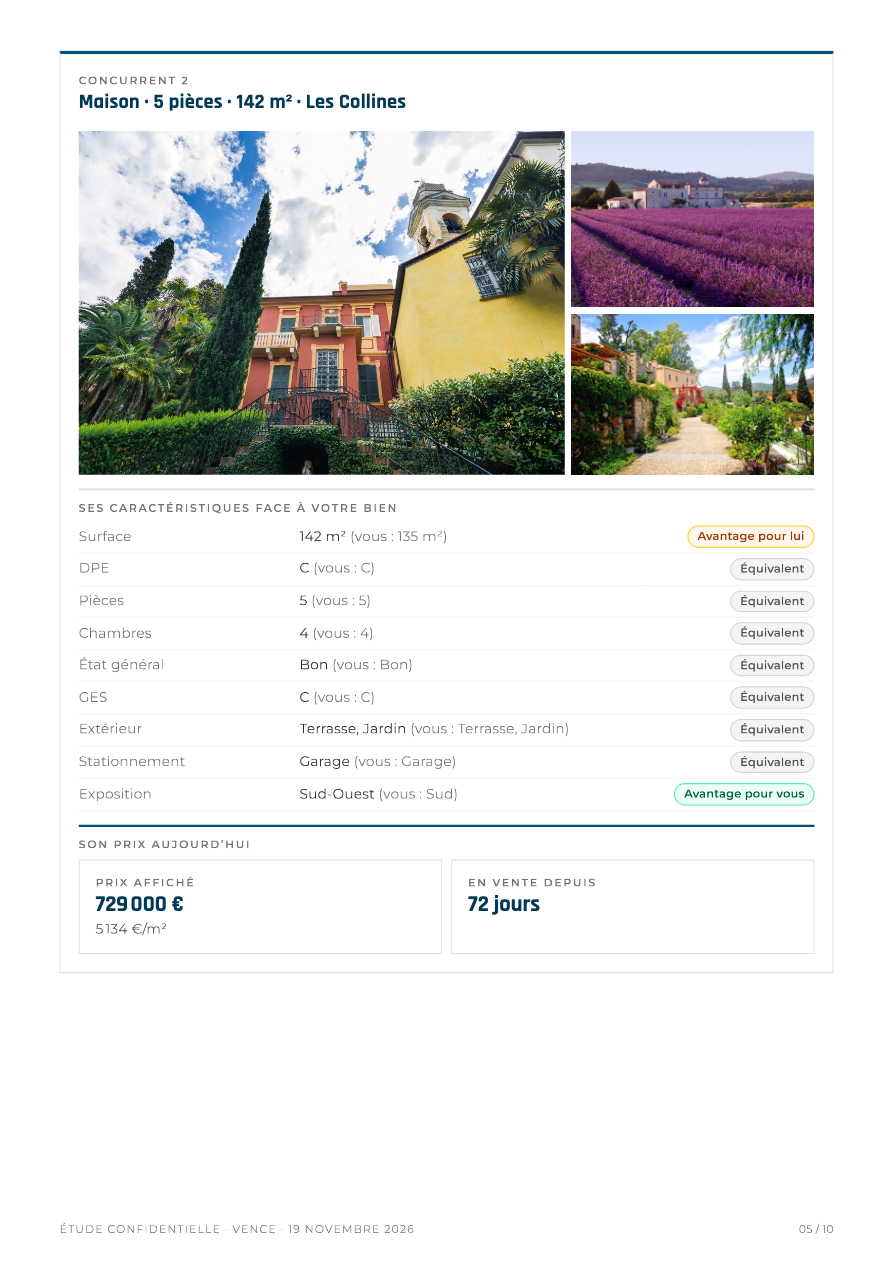 CONCURRENT 2
Maison · 5 pièces · 142 m² · Les Collines
SES CARACTÉRISTIQUES FACE À VOTRE BIEN
Surface 142 m² (vous : 135 m²) Avantage pour lui
DPE C (vous : C) Équivalent
Pièces 5 (vous : 5) Équivalent
Chambres 4 (vous : 4) Équivalent
État général Bon (vous : Bon) Équivalent
GES C (vous : C) Équivalent
Extérieur Terrasse, Jardin (vous : Terrasse, Jardin) Équivalent
Stationnement Garage (vous : Garage) Équivalent
Exposition Sud-Ouest (vous : Sud) Avantage pour vous
SON PRIX AUJOURD'HUI
PRIX AFFICHÉ
729 000 €
5 134 €/m²
EN VENTE DEPUIS
72 jours
ÉTUDE CONFIDENTIELLE · VENCE · 19 NOVEMBRE 2026
05 / 10